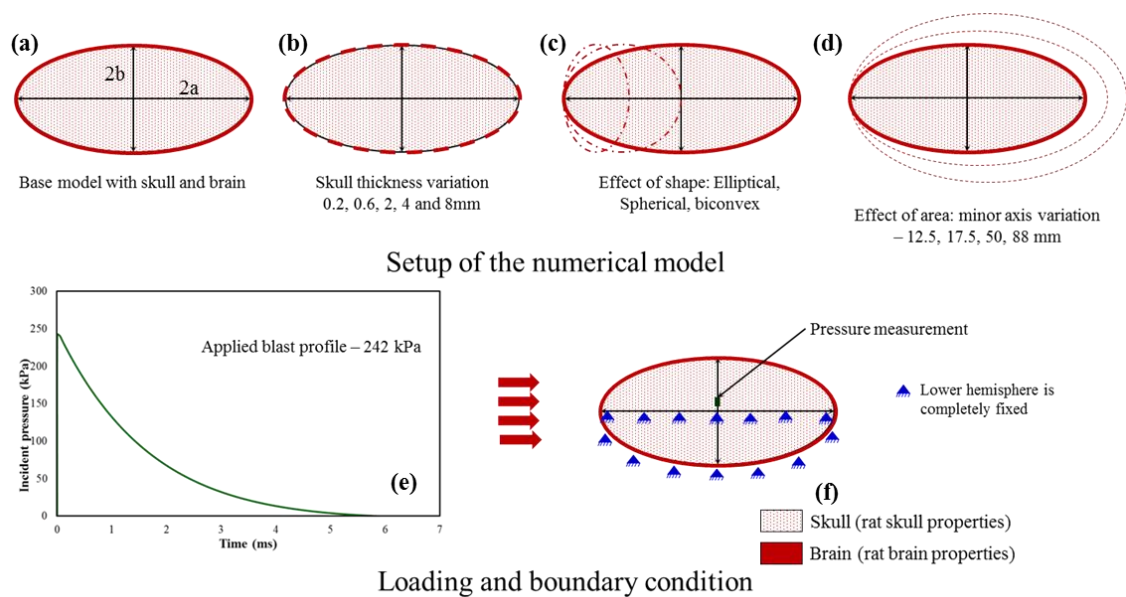 (a)
2b
2a
Base model with skull and brain
(b)
Skull thickness variation
0.2, 0.6, 2, 4 and 8mm
(c)
Effect of shape: Elliptical,
Spherical, biconvex
(d)
Effect of area: minor axis variation
– 12.5, 17.5, 50, 88 mm
Setup of the numerical model
Incident pressure (kPa)
300
250
200
150
100
50
0
0 1 2 3 4 5 6 7
Time (ms)
Applied blast profile – 242 kPa
(e)
Pressure measurement
Lower hemisphere is
completely fixed
(f)
Skull (rat skull properties)
Brain (rat brain properties)
Loading and boundary condition